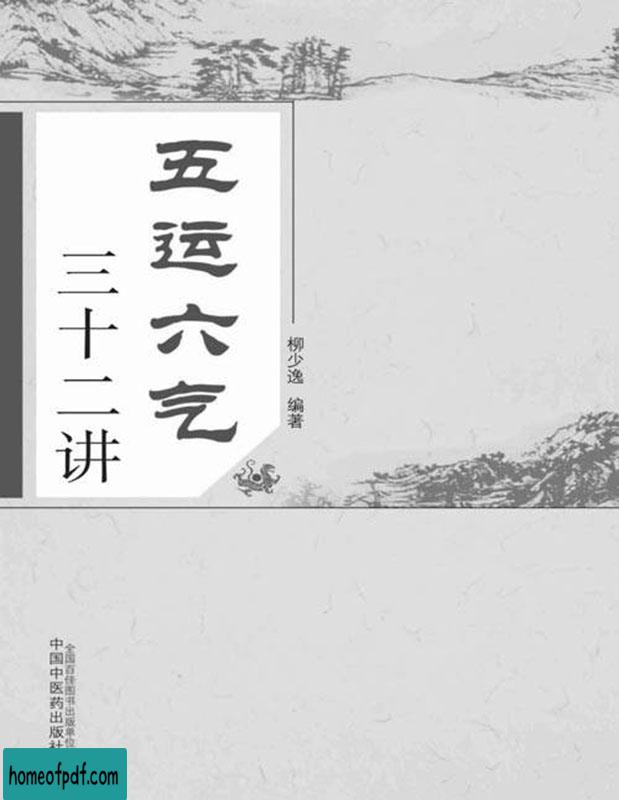 五运六气
三十二讲
柳少逸 编著
全国百佳图书出版单位
中国中医药出版社
homeofpdf.com